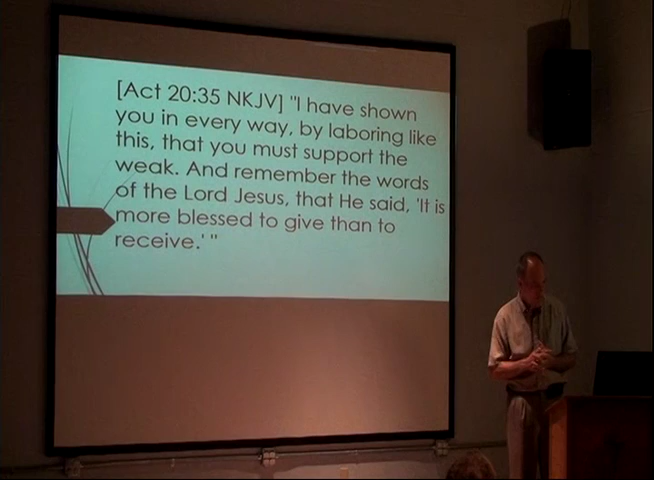 [Act 20:35 NKJV] "I have shown
you in every way, by laboring like
this, that you must support the
weak. And remember the words
of the Lord Jesus, that He said, 'It is
more blessed to give than to
receive.' "